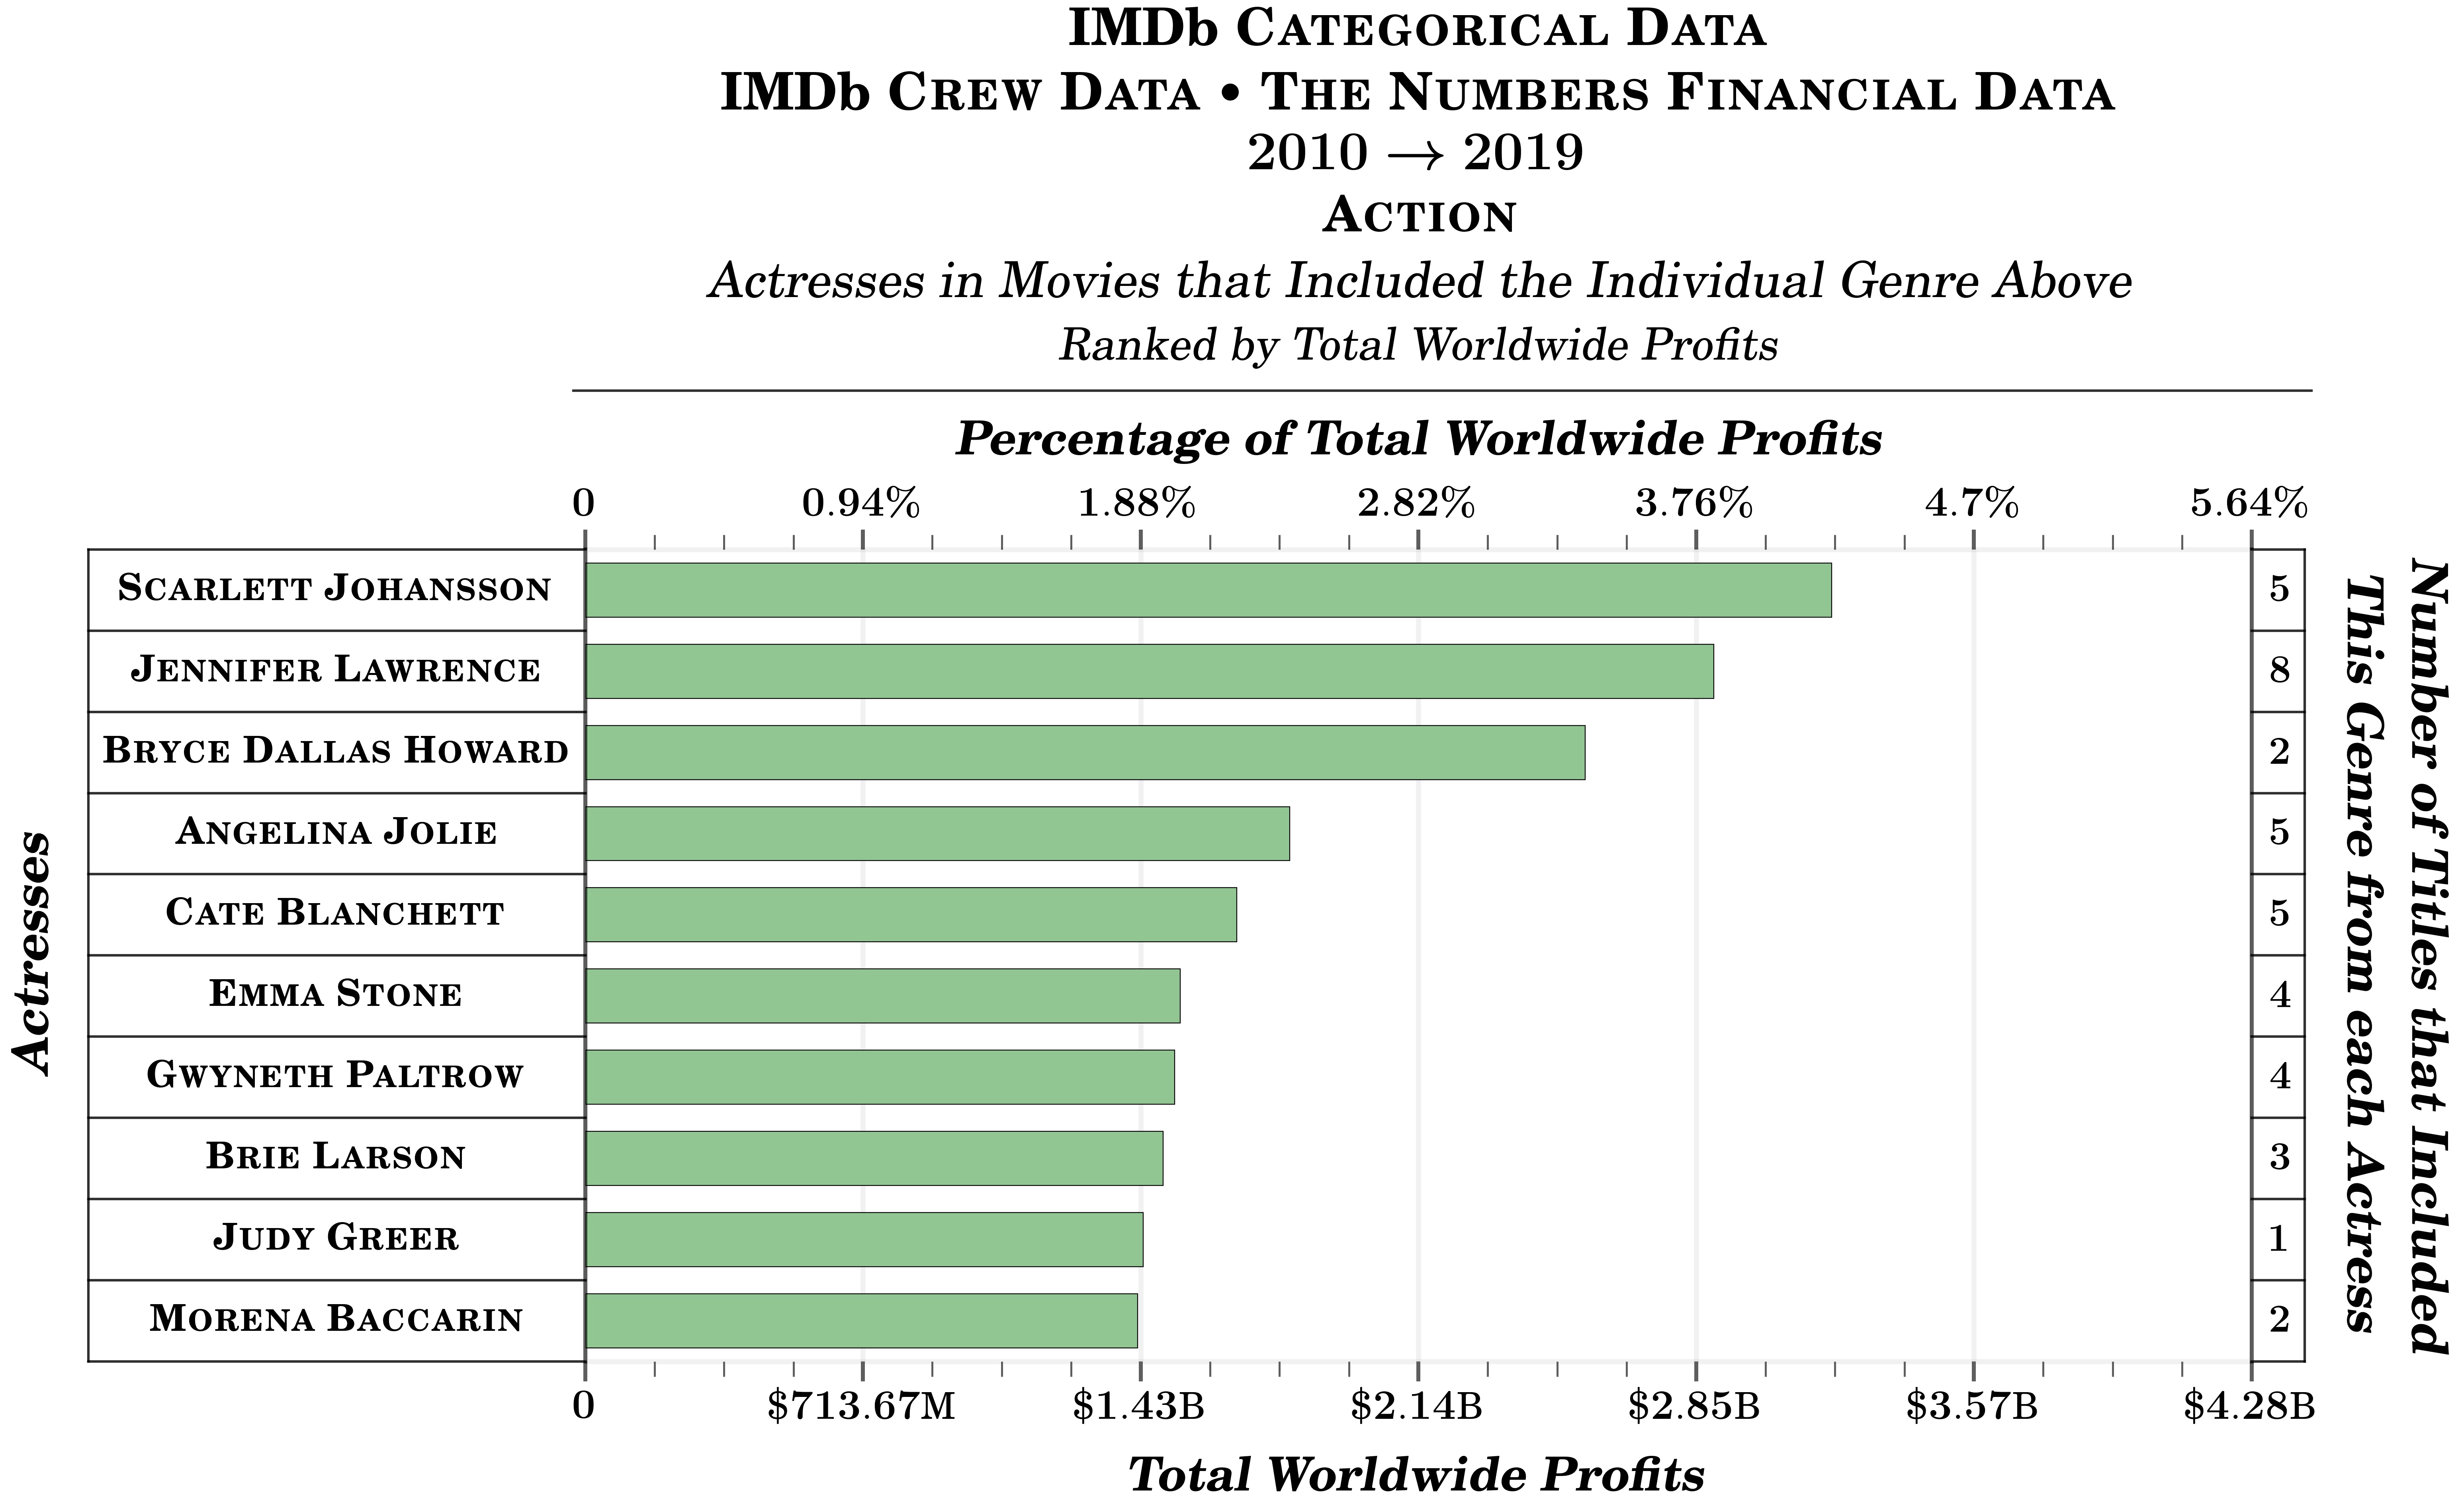 IMDb Categorical Data
IMDb Crew Data • The Numbers Financial Data
2010 → 2019
Action
Actresses in Movies that Included the Individual Genre Above
Ranked by Total Worldwide Profits
Percentage of Total Worldwide Profits
0 0.94% 1.88% 2.82% 3.76% 4.7% 5.64%
Scarlett Johansson 5
Jennifer Lawrence 8
Bryce Dallas Howard 2
Angelina Jolie 5
Cate Blanchett 5
Emma Stone 4
Gwyneth Paltrow 4
Brie Larson 3
Judy Greer 1
Morena Baccarin 2
Actresses
Number of Titles that Included
This Genre from each Actress
0 $713.67M $1.43B $2.14B $2.85B $3.57B $4.28B
Total Worldwide Profits